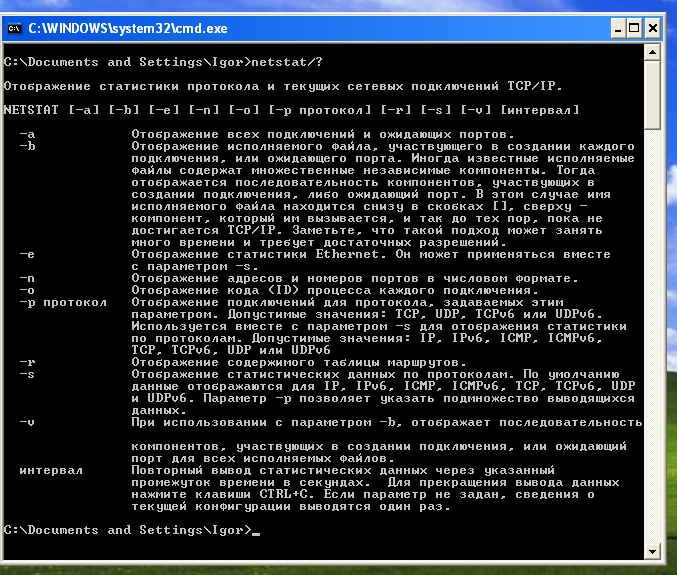 C:\WINDOWS\system32\cmd.exe
C:\Documents and Settings\Igor>netstat/?
Отображение статистики протокола и текущих сетевых подключений TCP/IP.
NETSTAT [-a] [-b] [-e] [-n] [-o] [-p протокол] [-r] [-s] [-v] [интервал]
-a Отображение всех подключений и ожидающих портов.
-b Отображение исполняемого файла, участвующего в создании каждого
подключения, или ожидающего порта. Иногда известные исполняемые
файлы содержат множественные независимые компоненты. Тогда
отображается последовательность компонентов, участвующих в
создании подключения, либо ожидающий порт. В этом случае имя
исполняемого файла находится снизу в скобках [], сверху -
компонент, который им вызывается, и так до тех пор, пока не
достигается TCP/IP. Заметьте, что такой подход может занять
много времени и требует достаточных разрешений.
-e Отображение статистики Ethernet. Он может применяться вместе
с параметром -s.
-n Отображение адресов и номеров портов в числовом формате.
-o Отображение кода (ID) процесса каждого подключения.
-p протокол Отображение подключений для протокола, задаваемых этим
параметром. Допустимые значения: TCP, UDP, TCPv6 или UDPv6.
Используется вместе с параметром -s для отображения статистики
по протоколам. Допустимые значения: IP, IPv6, ICMP, ICMPv6,
TCP, TCPv6, UDP или UDPv6
-r Отображение содержимого таблицы маршрутов.
-s Отображение статистических данных по протоколам. По умолчанию
данные отображаются для IP, IPv6, ICMP, ICMPv6, TCP, TCPv6, UDP
и UDPv6. Параметр -p позволяет указать подмножество выводящихся
данных.
-v При использовании с параметром -b, отображает последовательность
компонентов, участвующих в создании подключения, или ожидающий
порт для всех исполняемых файлов.
интервал Повторный вывод статистических данных через указанный
промежуток времени в секундах. Для прекращения вывода данных
нажмите клавиши CTRL+C. Если параметр не задан, сведения о
текущей конфигурации выводятся один раз.
C:\Documents and Settings\Igor>_